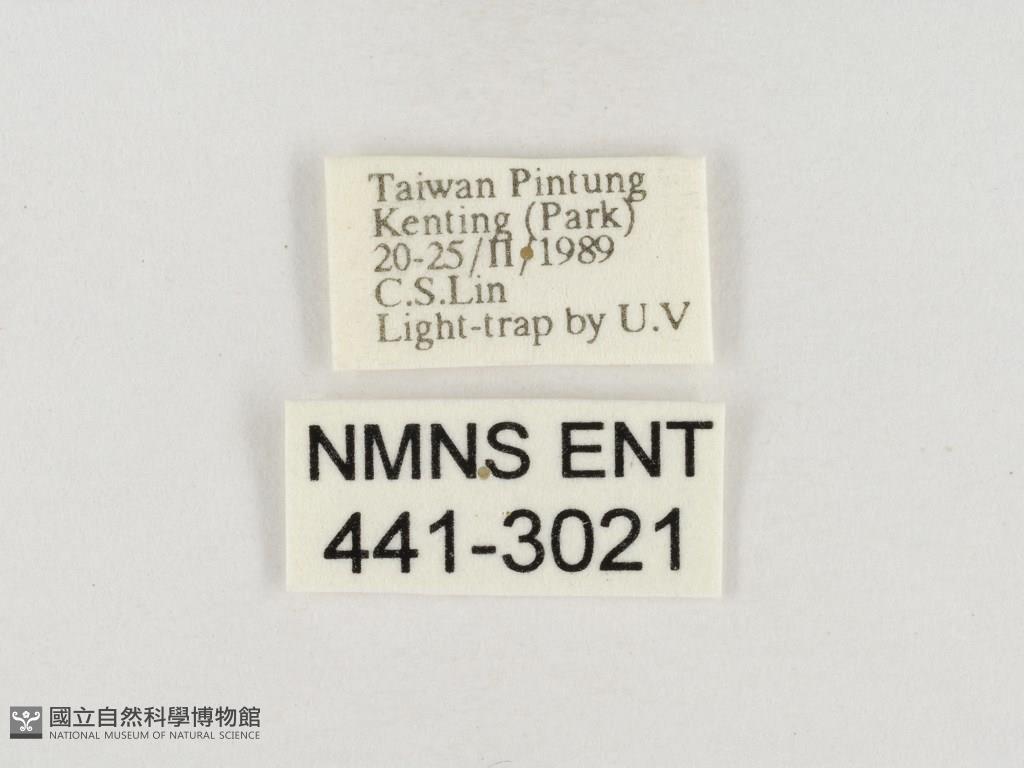 Taiwan Pintung
Kenting (Park)
20-25/II/1989
C.S.Lin
Light-trap by U.V
NMNS ENT
441-3021
國立自然科學博物館
NATIONAL MUSEUM OF NATURAL SCIENCE